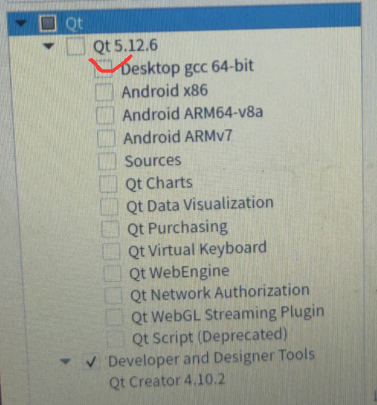 Qt
Qt 5.12.6
Desktop gcc 64-bit
Android x86
Android ARM64-v8a
Android ARMv7
Sources
Qt Charts
Qt Data Visualization
Qt Purchasing
Qt Virtual Keyboard
Qt WebEngine
Qt Network Authorization
Qt WebGL Streaming Plugin
Qt Script (Deprecated)
Developer and Designer Tools
Qt Creator 4.10.2